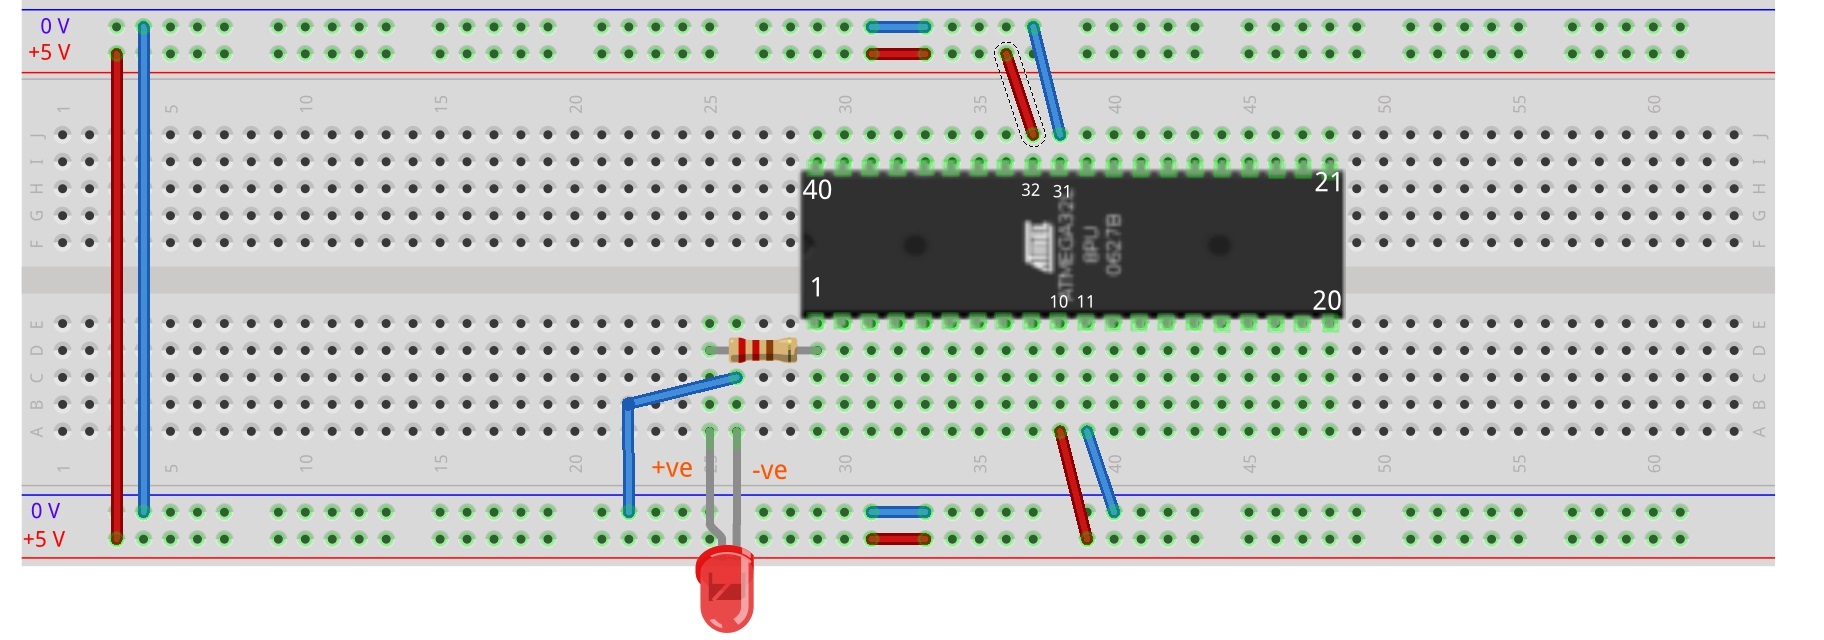 0 V
+5 V
1 5 10 15 20 25 30 35 40 45 50 55 60
J J
I I
H H
G G
F F
40 32 31 21
ATMEGA32
8PU
0627B
1 10 11 20
E E
D D
C C
B B
A A
1 5 10 15 20 25 30 35 40 45 50 55 60
+ve -ve
0 V
+5 V